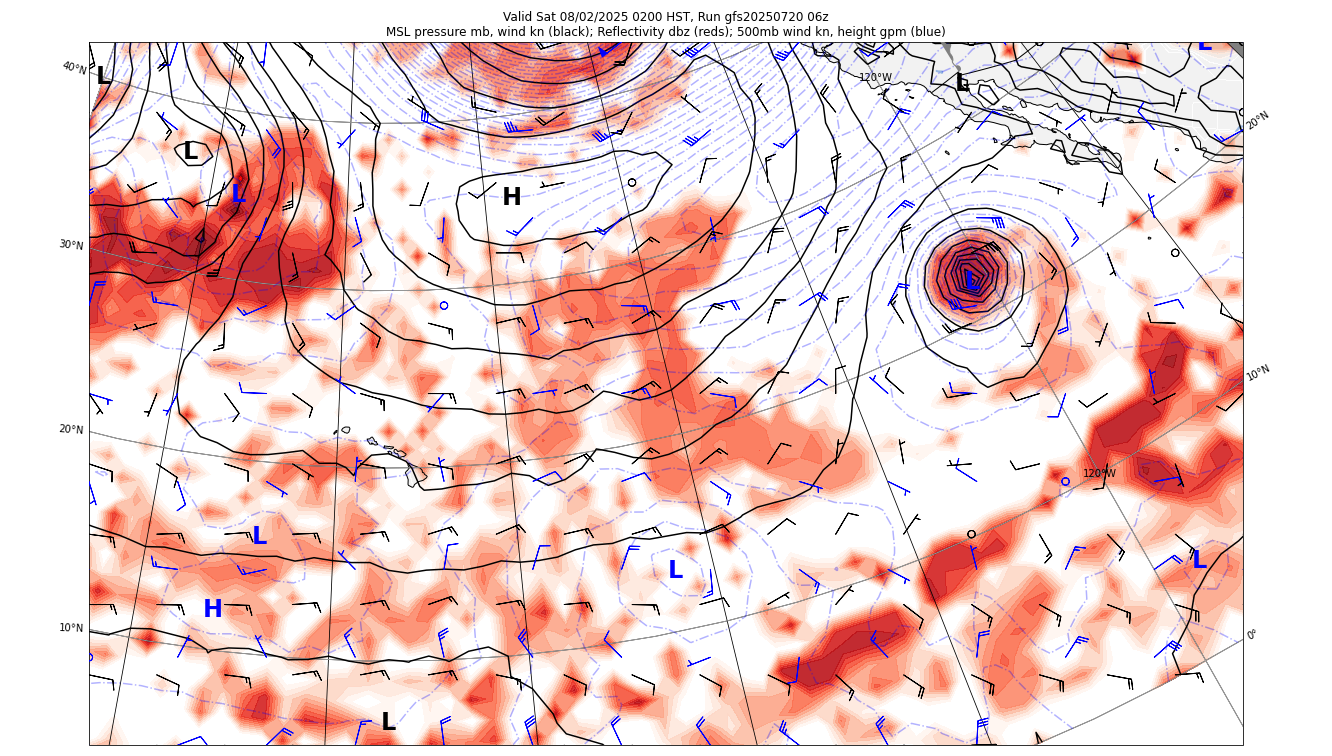 Valid Sat 08/02/2025 0200 HST, Run gfs20250720 06z
MSL pressure mb, wind kn (black); Reflectivity dbz (reds); 500mb wind kn, height gpm (blue)
L
40°N
L
120°W
L
20°N
L
L
H
30°N
L
10°N
20°N
120°W
L
L
L
H
10°N
0°
L